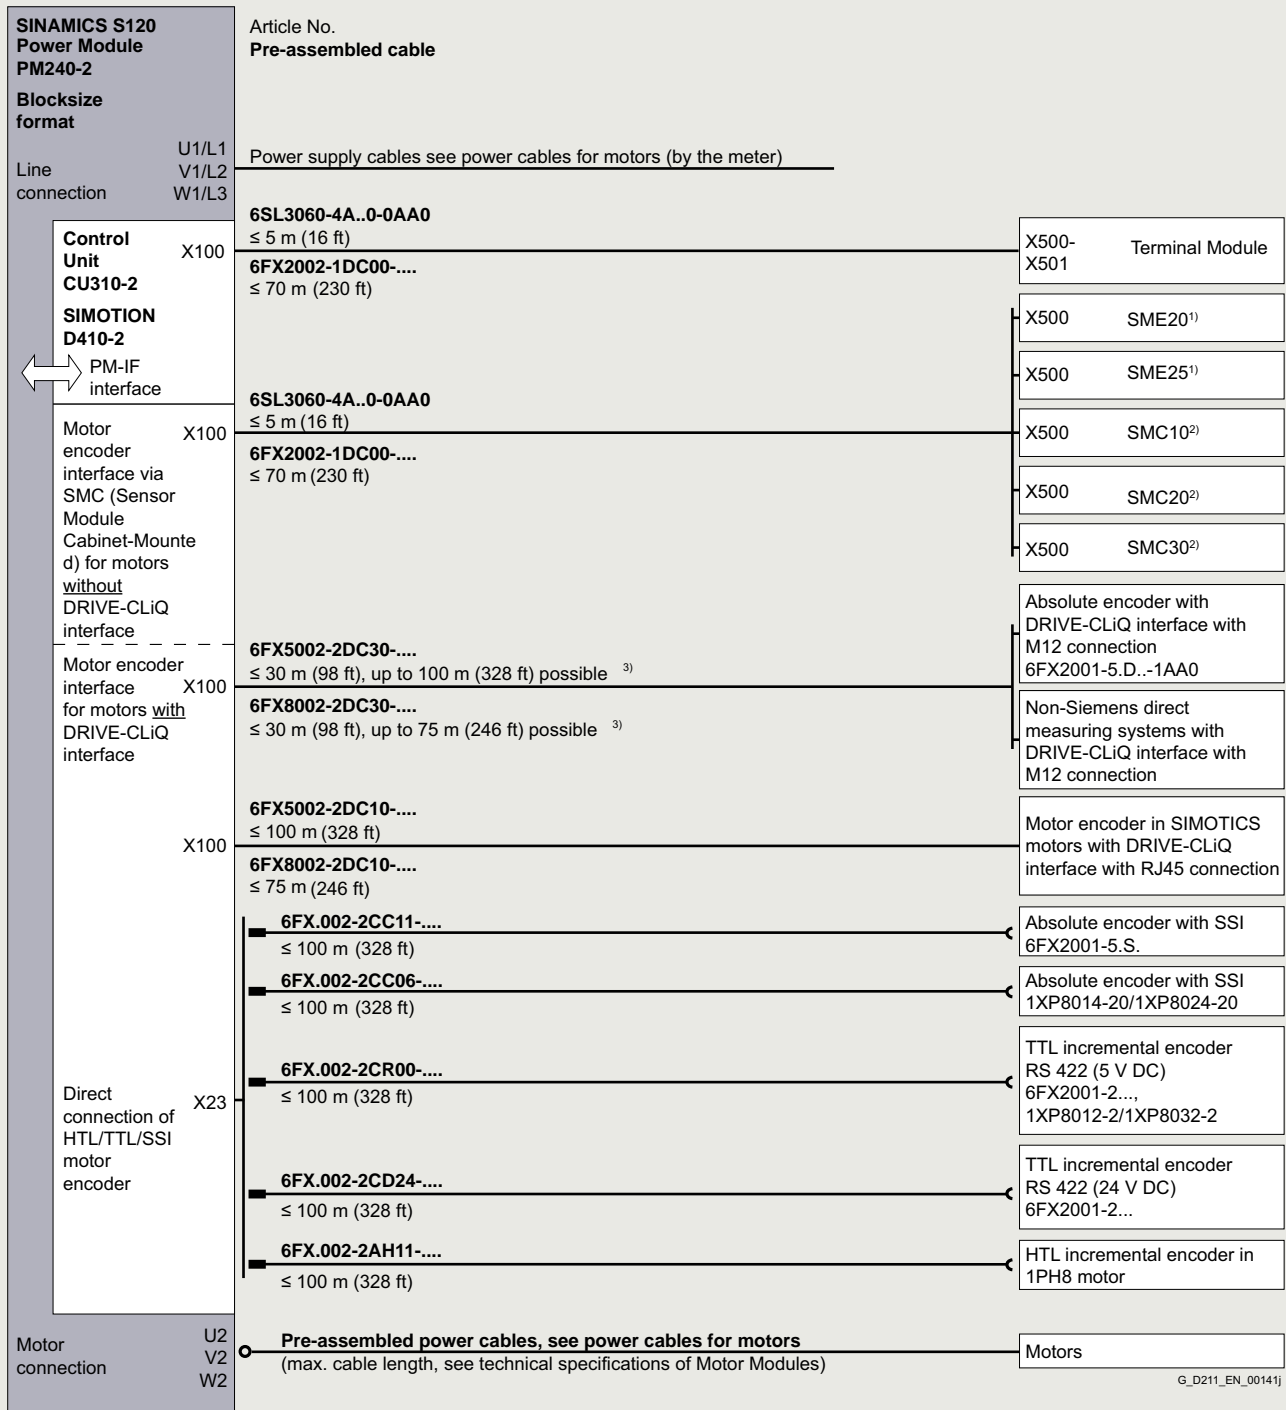 SINAMICS S120
Power Module
PM240-2
Blocksize
format
Article No.
Pre-assembled cable
Line
connection
U1/L1
V1/L2
W1/L3
Power supply cables see power cables for motors (by the meter)
Control
Unit
CU310-2
SIMOTION
D410-2
PM-IF
interface
X100
6SL3060-4A..0-0AA0
≤ 5 m (16 ft)
6FX2002-1DC00-....
≤ 70 m (230 ft)
X500-
X501
Terminal Module
Motor
encoder
interface via
SMC (Sensor
Module
Cabinet-Mounte
d) for motors
without
DRIVE-CLiQ
interface
X100
6SL3060-4A..0-0AA0
≤ 5 m (16 ft)
6FX2002-1DC00-....
≤ 70 m (230 ft)
X500 SME201)
X500 SME251)
X500 SMC102)
X500 SMC202)
X500 SMC302)
Motor encoder
interface
for motors with
DRIVE-CLiQ
interface
X100
6FX5002-2DC30-....
≤ 30 m (98 ft), up to 100 m (328 ft) possible 3)
6FX8002-2DC30-....
≤ 30 m (98 ft), up to 75 m (246 ft) possible 3)
Absolute encoder with
DRIVE-CLiQ interface with
M12 connection
6FX2001-5.D..-1AA0
Non-Siemens direct
measuring systems with
DRIVE-CLiQ interface with
M12 connection
X100
6FX5002-2DC10-....
≤ 100 m (328 ft)
6FX8002-2DC10-....
≤ 75 m (246 ft)
Motor encoder in SIMOTICS
motors with DRIVE-CLiQ
interface with RJ45 connection
Direct
connection of
HTL/TTL/SSI
motor
encoder
X23
6FX.002-2CC11-....
≤ 100 m (328 ft)
Absolute encoder with SSI
6FX2001-5.S.
6FX.002-2CC06-....
≤ 100 m (328 ft)
Absolute encoder with SSI
1XP8014-20/1XP8024-20
6FX.002-2CR00-....
≤ 100 m (328 ft)
TTL incremental encoder
RS 422 (5 V DC)
6FX2001-2...,
1XP8012-2/1XP8032-2
6FX.002-2CD24-....
≤ 100 m (328 ft)
TTL incremental encoder
RS 422 (24 V DC)
6FX2001-2...
6FX.002-2AH11-....
≤ 100 m (328 ft)
HTL incremental encoder in
1PH8 motor
Motor
connection
U2
V2
W2
Pre-assembled power cables, see power cables for motors
(max. cable length, see technical specifications of Motor Modules)
Motors
G_D211_EN_00141j